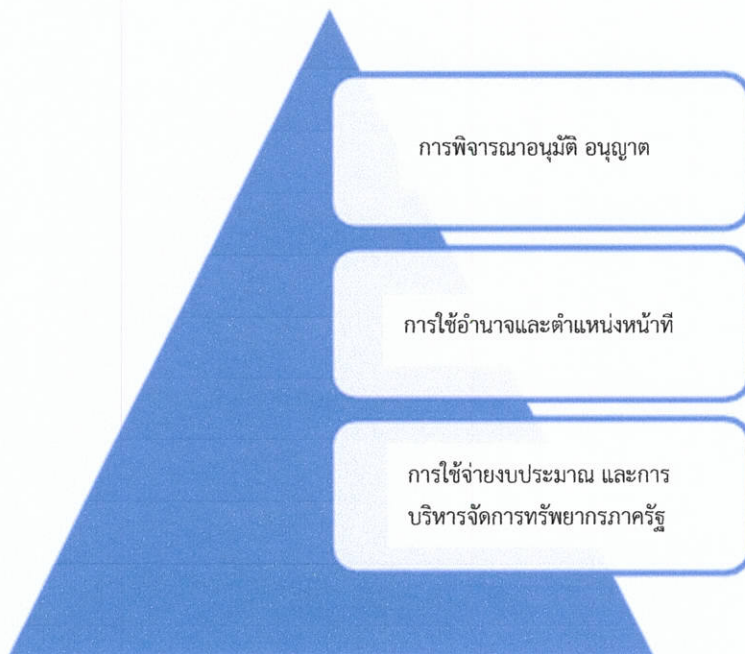 การพิจารณาอนุมัติ อนุญาต
การใช้อำนาจและตำแหน่งหน้าที่
การใช้จ่ายงบประมาณ และการ
บริหารจัดการทรัพยากรภาครัฐ